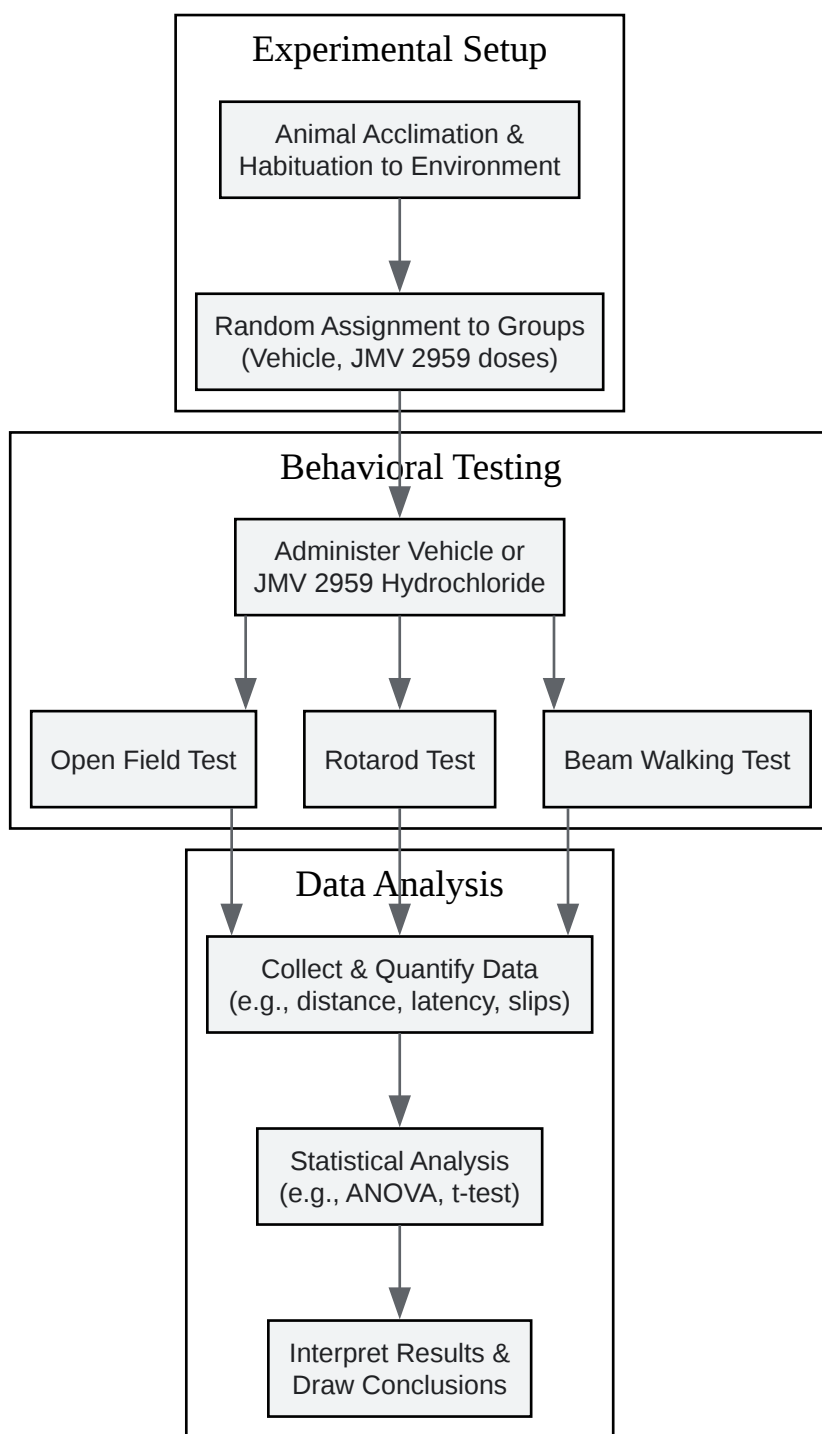 Experimental Setup
Animal Acclimation &
Habituation to Environment
Random Assignment to Groups
(Vehicle, JMV 2959 doses)
Behavioral Testing
Administer Vehicle or
JMV 2959 Hydrochloride
Open Field Test
Rotarod Test
Beam Walking Test
Data Analysis
Collect & Quantify Data
(e.g., distance, latency, slips)
Statistical Analysis
(e.g., ANOVA, t-test)
Interpret Results &
Draw Conclusions